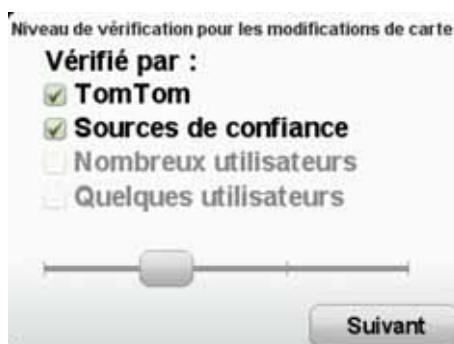 Niveau de vérification pour les modifications de carte
Vérifié par :
TomTom
Sources de confiance
Nombreux utilisateurs
Quelques utilisateurs
Suivant